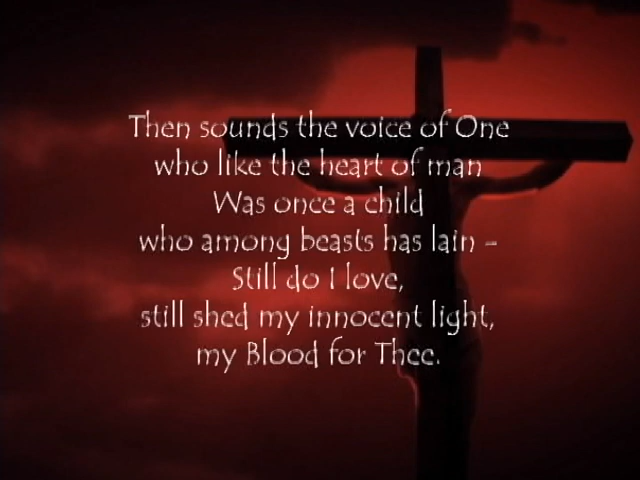 Then sounds the voice of One
who like the heart of man
Was once a child
who among beasts has lain –
Still do I love,
still shed my innocent light,
my Blood for Thee.